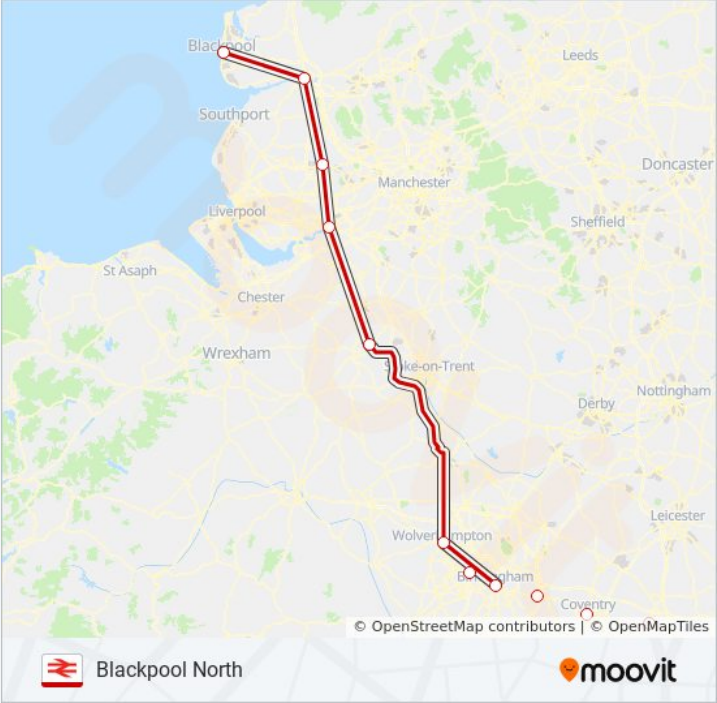 Blackpool
Leeds
Southport
Doncaster
Manchester
Liverpool
Sheffield
St Asaph
Chester
Wrexham
Stoke-on-Trent
Nottingham
Derby
Leicester
Wolverhampton
Birmingham
Coventry
© OpenStreetMap contributors | © OpenMapTiles
Blackpool North
moovit